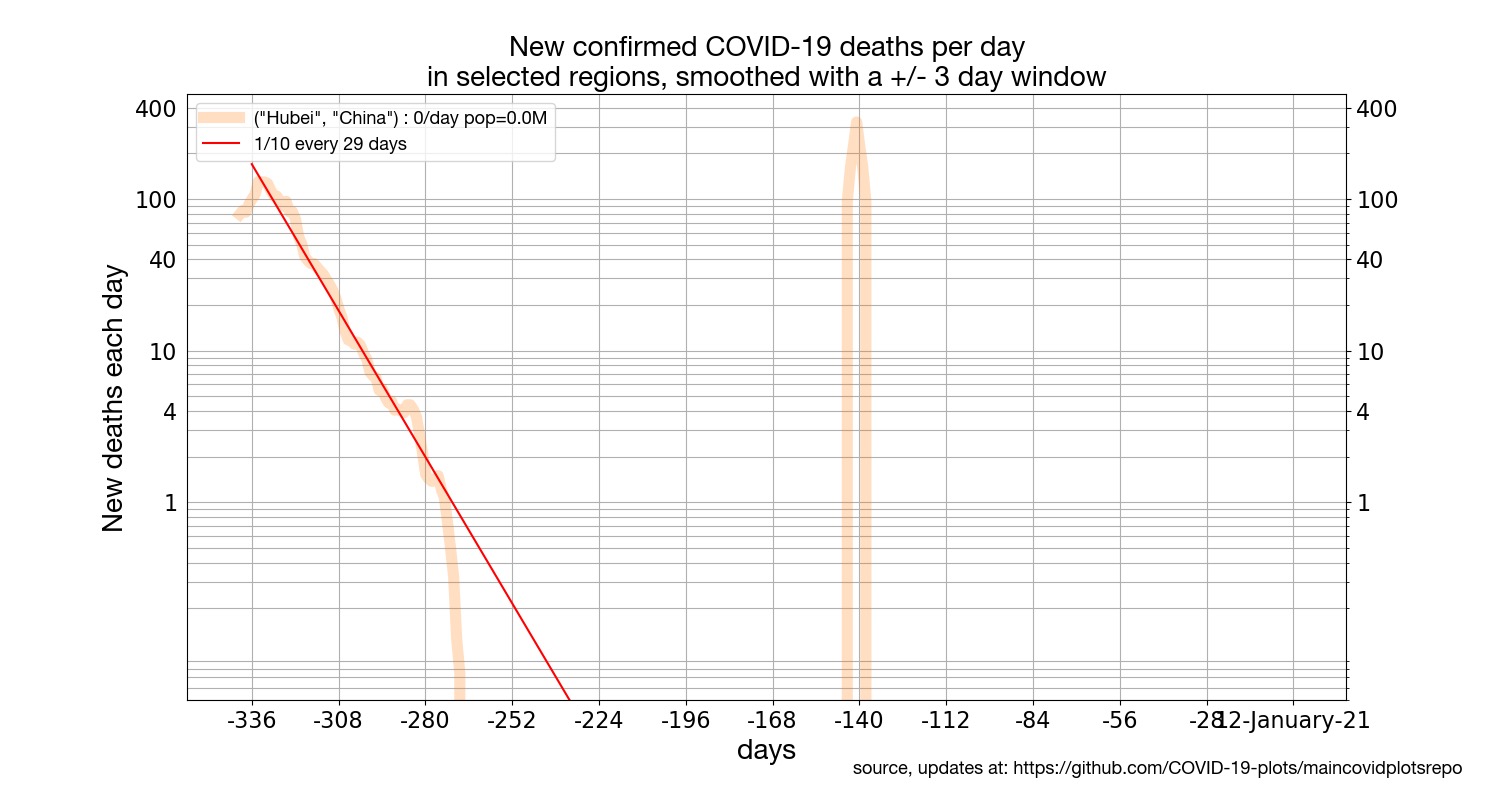 New confirmed COVID-19 deaths per day
in selected regions, smoothed with a +/- 3 day window
("Hubei", "China") : 0/day pop=0.0M
1/10 every 29 days
400
100
40
10
4
1
New deaths each day
400
100
40
10
4
1
-336 -308 -280 -252 -224 -196 -168 -140 -112 -84 -56 -28 12-January-21
days
source, updates at: https://github.com/COVID-19-plots/maincovidplotsrepo